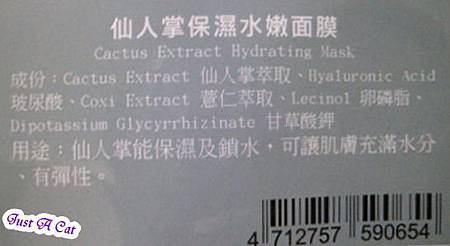 仙人掌保濕水嫩面膜
Cactus Extract Hydrating Mask
成份：Cactus Extract 仙人掌萃取、Hyaluronic Acid
玻尿酸、Coxi Extract 薏仁萃取、Lecinol 卵磷脂、
Dipotassium Glycyrrhizinate 甘草酸鉀
用途：仙人掌能保濕及鎖水，可讓肌膚充滿水分
、有彈性。
Just A Cat
4 712757 590654